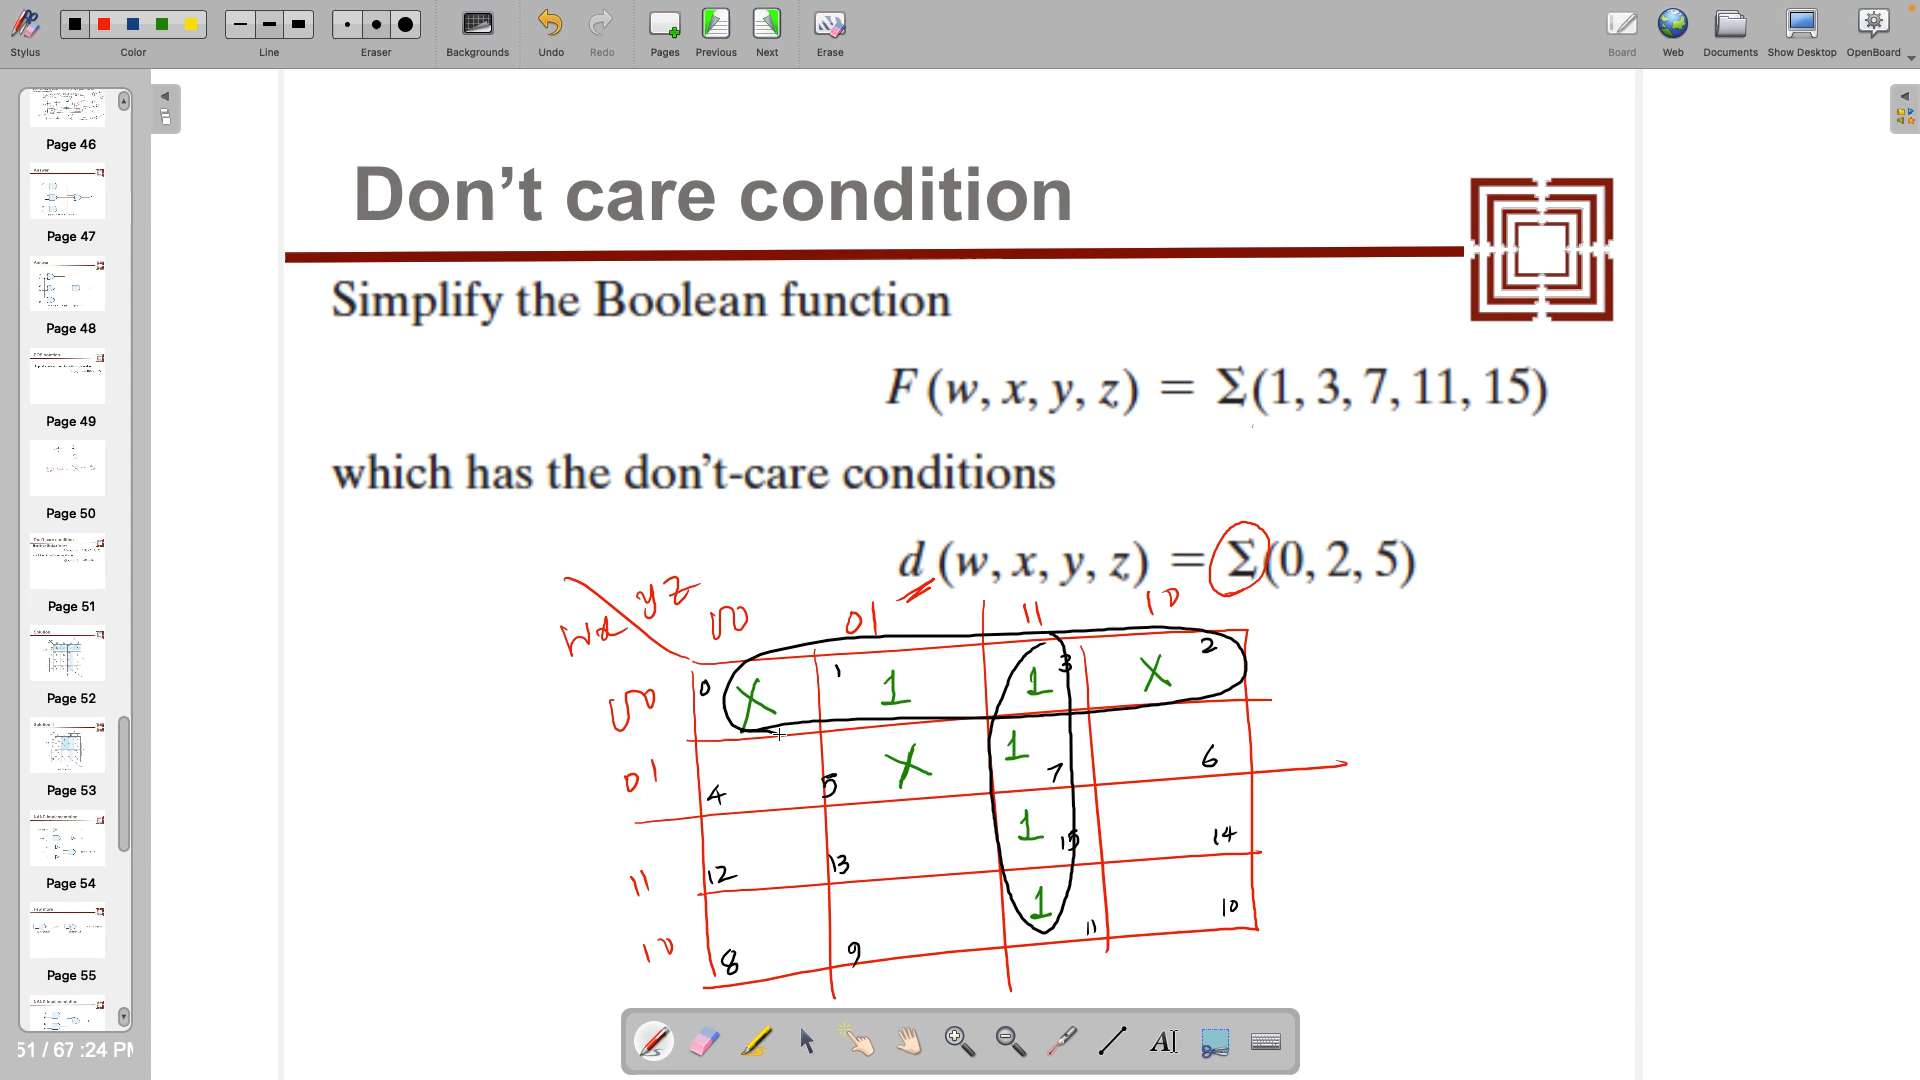 Stylus
Color
Line
Eraser
Backgrounds
Undo
Redo
Pages
Previous
Next
Erase
Board
Web
Documents
Show Desktop
OpenBoard
Page 46
Page 47
Page 48
Page 49
Page 50
Page 51
Page 52
Page 53
Page 54
Page 55
51 / 67 :24 PM
Don't care condition
Simplify the Boolean function
F (w, x, y, z) = Σ(1, 3, 7, 11, 15)
which has the don't-care conditions
d (w, x, y, z) = Σ(0, 2, 5)
wx yz 00 01 11 10
00 0 X 1 1 1 3 X 2
01 4 5 X 1 7 6
11 12 13 1 15 14
10 8 9 1 11 10